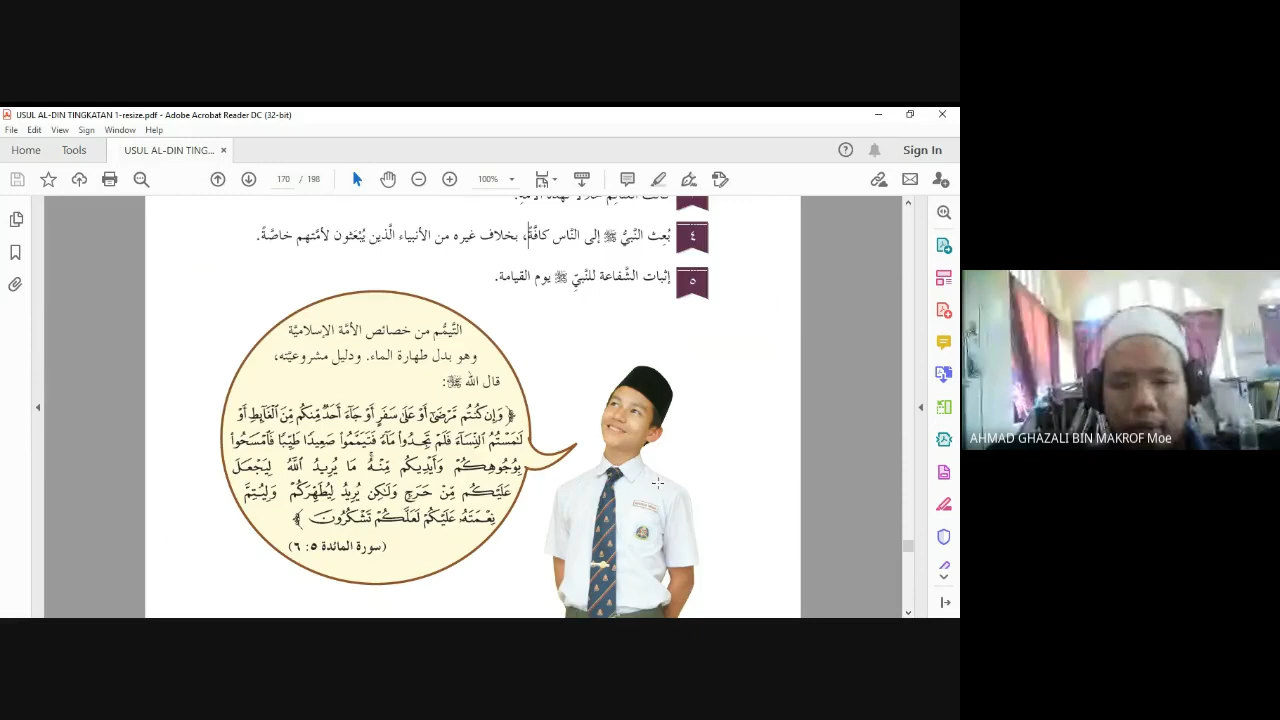 USUL AL-DIN TINGKATAN 1-resize.pdf - Adobe Acrobat Reader DC (32-bit)
File Edit View Sign Window Help
Home Tools USUL AL-DIN TING... × Sign In
170 / 198 100%
٤ بُعِث النَّبيُّ ﷺ إلى النَّاس كافَّةً، بخلاف غيره من الأنبياء الَّذين يُبْعَثون لأمَّتهم خاصَّةً.
٥ إثبات الشَّفاعة للنَّبيِّ ﷺ يوم القيامة.
التَّيمُّم من خصائص الأمَّة الإسلاميَّة
وهو بدل طهارة الماء. ودليل مشروعيَّته،
قال الله ﷻ:
﴿ وَإِن كُنتُم مَّرْضَىٰٓ أَوْ عَلَىٰ سَفَرٍ أَوْ جَآءَ أَحَدٌ مِّنكُم مِّنَ ٱلْغَآئِطِ أَوْ
لَٰمَسْتُمُ ٱلنِّسَآءَ فَلَمْ تَجِدُوا۟ مَآءً فَتَيَمَّمُوا۟ صَعِيدًا طَيِّبًا فَٱمْسَحُوا۟
بِوُجُوهِكُمْ وَأَيْدِيكُم مِّنْهُ ۚ مَا يُرِيدُ ٱللَّهُ لِيَجْعَلَ
عَلَيْكُم مِّنْ حَرَجٍ وَلَٰكِن يُرِيدُ لِيُطَهِّرَكُمْ وَلِيُتِمَّ
نِعْمَتَهُۥ عَلَيْكُمْ لَعَلَّكُمْ تَشْكُرُونَ ﴾
(سورة المائدة ٥: ٦)
AHMAD GHAZALI BIN MAKROF Moe